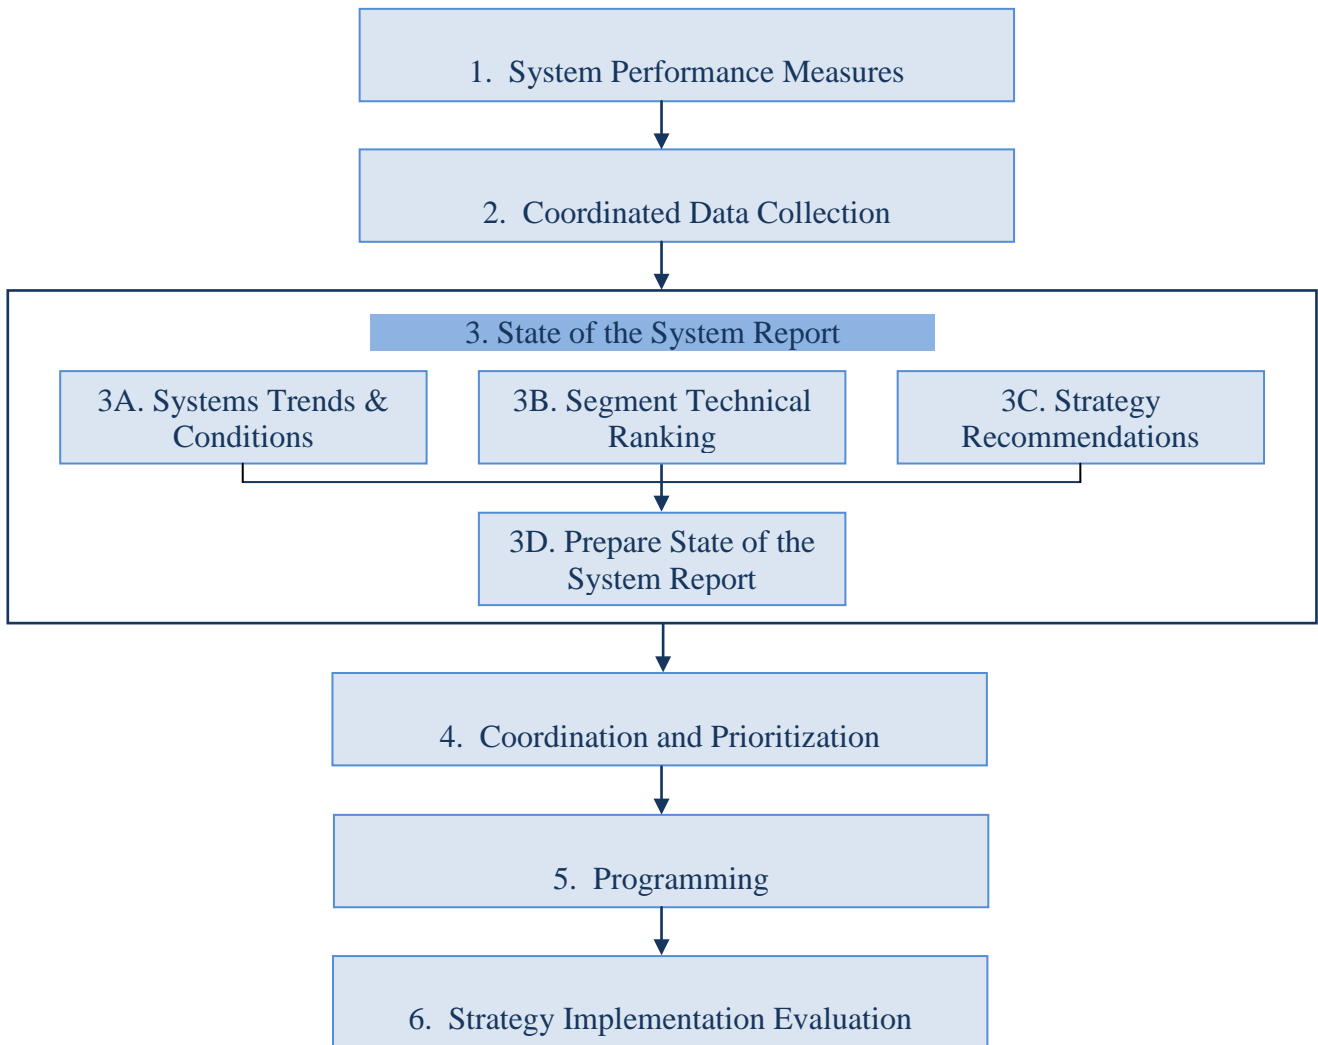 1. System Performance Measures
2. Coordinated Data Collection
3. State of the System Report
3A. Systems Trends &
Conditions
3B. Segment Technical
Ranking
3C. Strategy
Recommendations
3D. Prepare State of the
System Report
4. Coordination and Prioritization
5. Programming
6. Strategy Implementation Evaluation